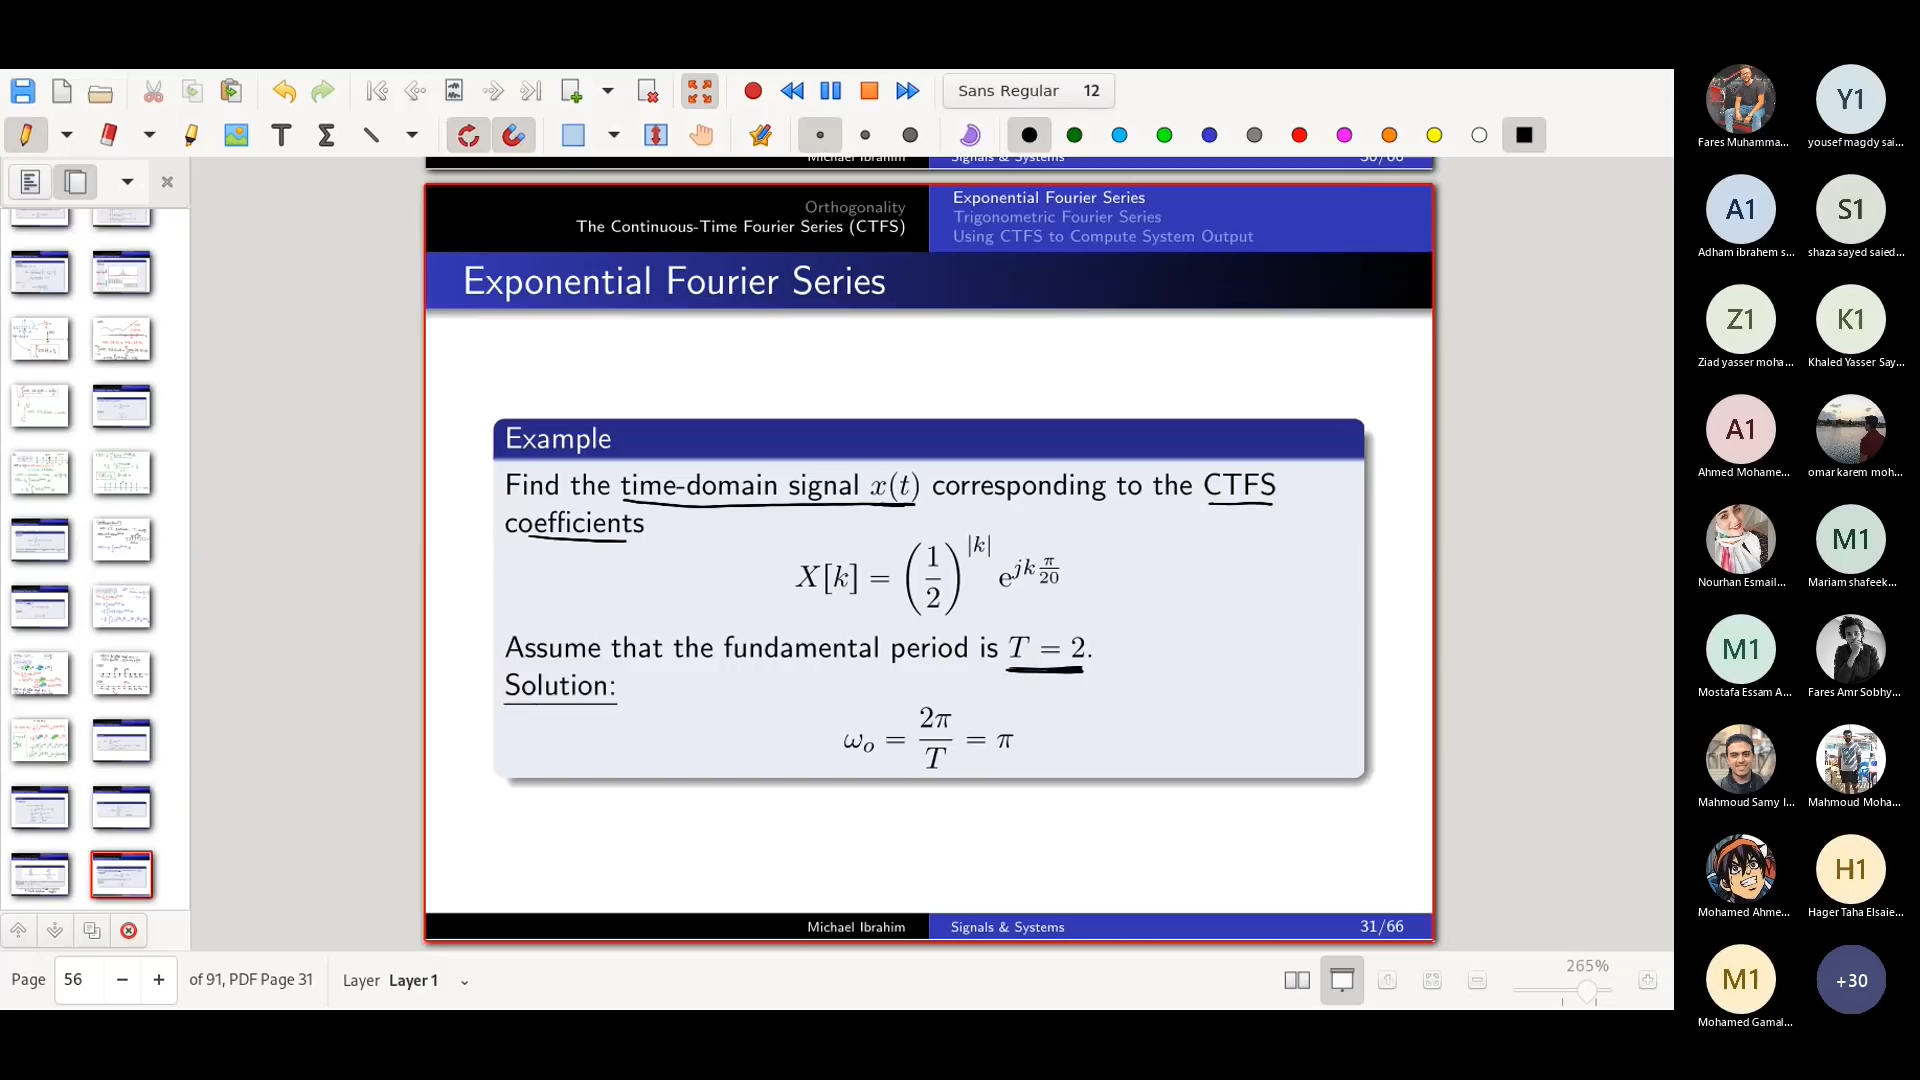 Sans Regular 12
Michael Ibrahim
Signals & Systems
30/66
Orthogonality
The Continuous-Time Fourier Series (CTFS)
Exponential Fourier Series
Trigonometric Fourier Series
Using CTFS to Compute System Output
Exponential Fourier Series
Example
Find the time-domain signal x(t) corresponding to the CTFS
coefficients
X[k] = (1/2)^|k| e^{jk π/20}
Assume that the fundamental period is T = 2.
Solution:
ω_o = 2π/T = π
Michael Ibrahim
Signals & Systems
31/66
Page 56 of 91, PDF Page 31
Layer Layer 1
265%
Fares Muhamma...
Y1
yousef magdy sai...
A1
Adham ibrahem s...
S1
shaza sayed saied...
Z1
Ziad yasser moha...
K1
Khaled Yasser Say...
A1
Ahmed Mohame...
omar karem moh...
Nourhan Esmail...
M1
Mariam shafeek...
M1
Mostafa Essam A...
Fares Amr Sobhy...
Mahmoud Samy I...
Mahmoud Moha...
Mohamed Ahme...
H1
Hager Taha Elsaie...
M1
Mohamed Gamal...
+30